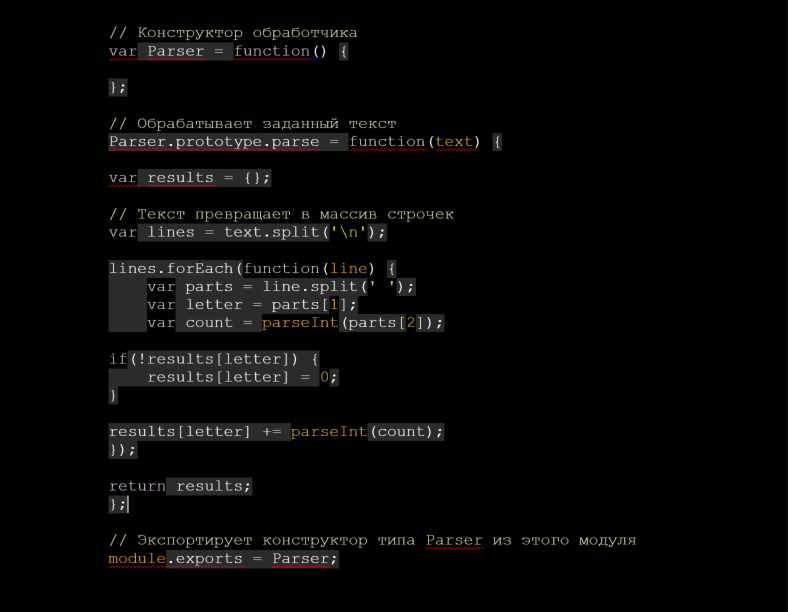 // Конструктор обработчика
var Parser = function() {
};
// Обрабатывает заданный текст
Parser.prototype.parse = function(text) {
var results = {};
// Текст превращает в массив строчек
var lines = text.split('\n');
lines.forEach(function(line) {
    var parts = line.split(' ');
    var letter = parts[1];
    var count = parseInt(parts[2]);
if(!results[letter]) {
    results[letter] = 0;
}
results[letter] += parseInt(count);
});
return results;
};
// Экспортирует конструктор типа Parser из этого модуля
module.exports = Parser;